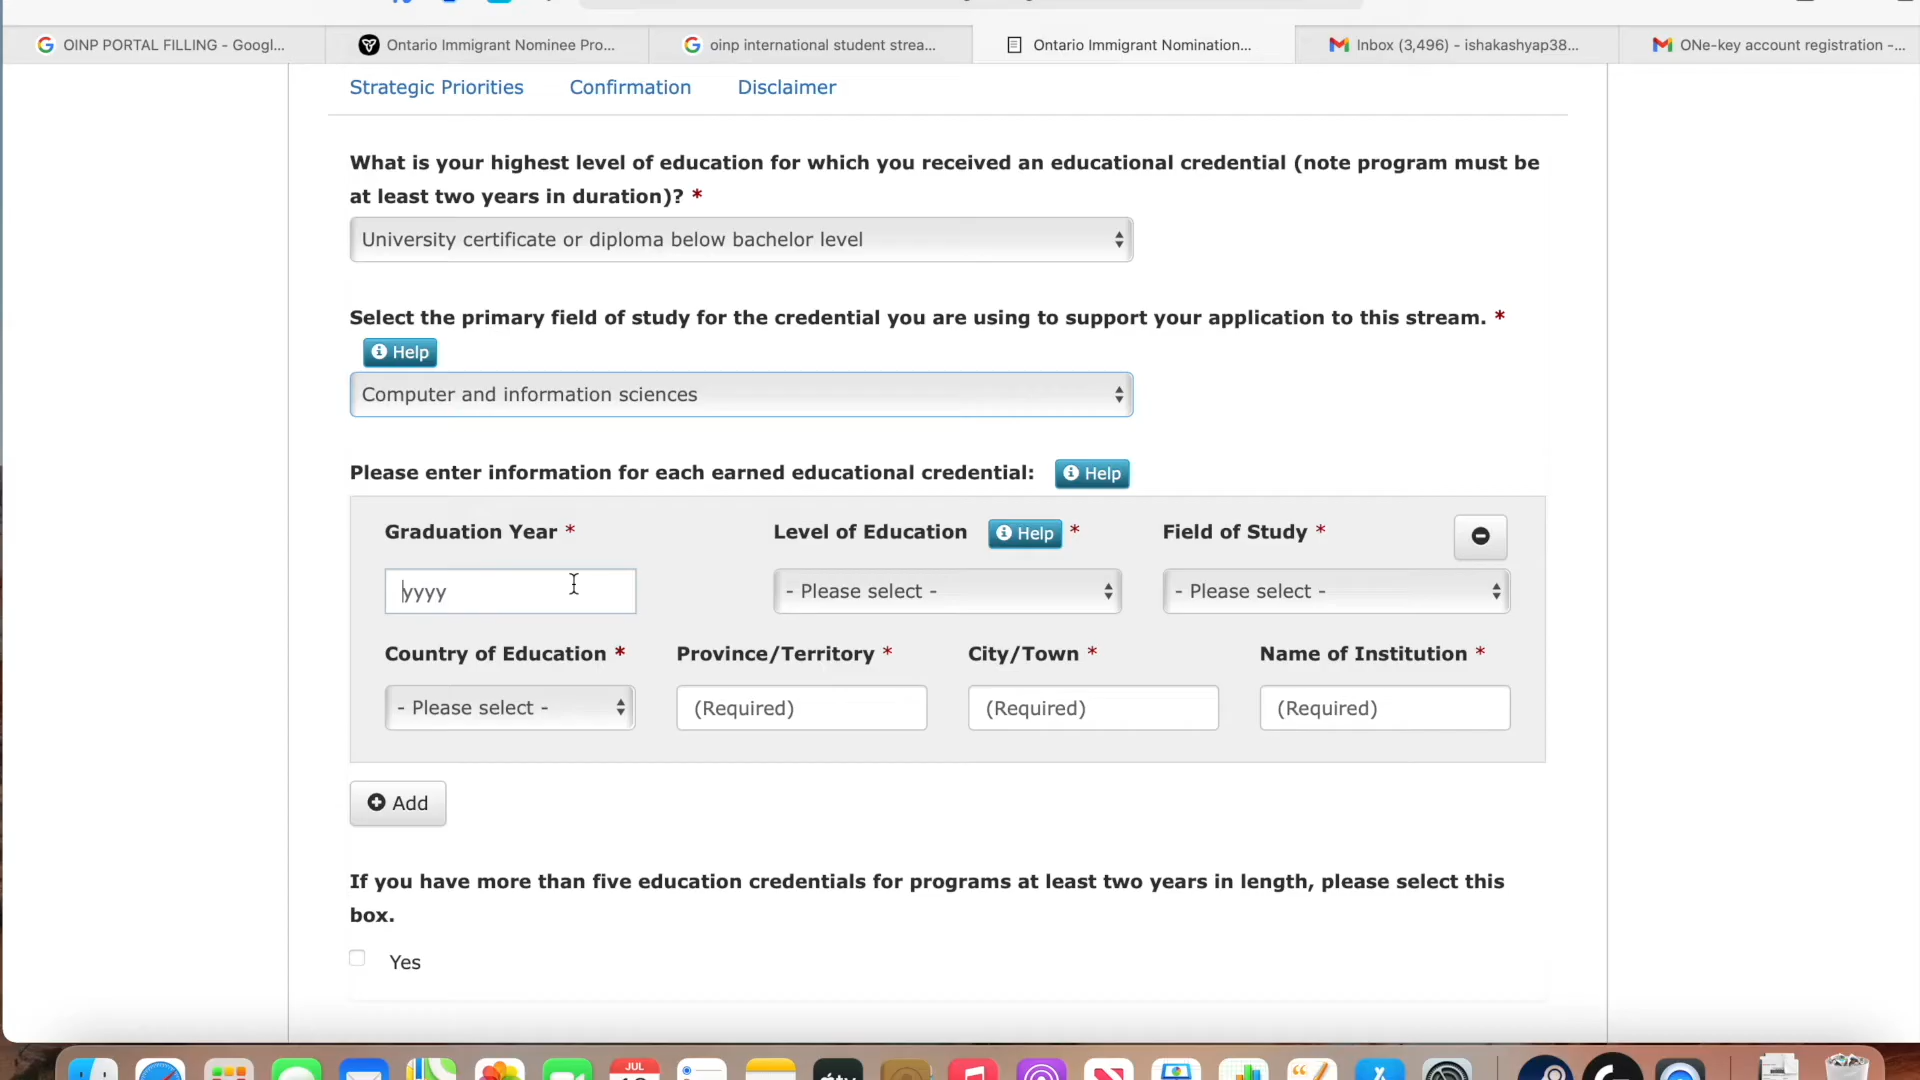 OINP PORTAL FILLING - Googl...
Ontario Immigrant Nominee Pro...
oinp international student strea...
Ontario Immigrant Nomination...
Inbox (3,496) - ishakashyap38...
ONe-key account registration -...
Strategic Priorities
Confirmation
Disclaimer
What is your highest level of education for which you received an educational credential (note program must be
at least two years in duration)? *
University certificate or diploma below bachelor level
Select the primary field of study for the credential you are using to support your application to this stream. *
Help
Computer and information sciences
Please enter information for each earned educational credential:
Help
Graduation Year *
Level of Education
Help
*
Field of Study *
yyyy
- Please select -
- Please select -
Country of Education *
Province/Territory *
City/Town *
Name of Institution *
- Please select -
(Required)
(Required)
(Required)
Add
If you have more than five education credentials for programs at least two years in length, please select this
box.
Yes
JUL